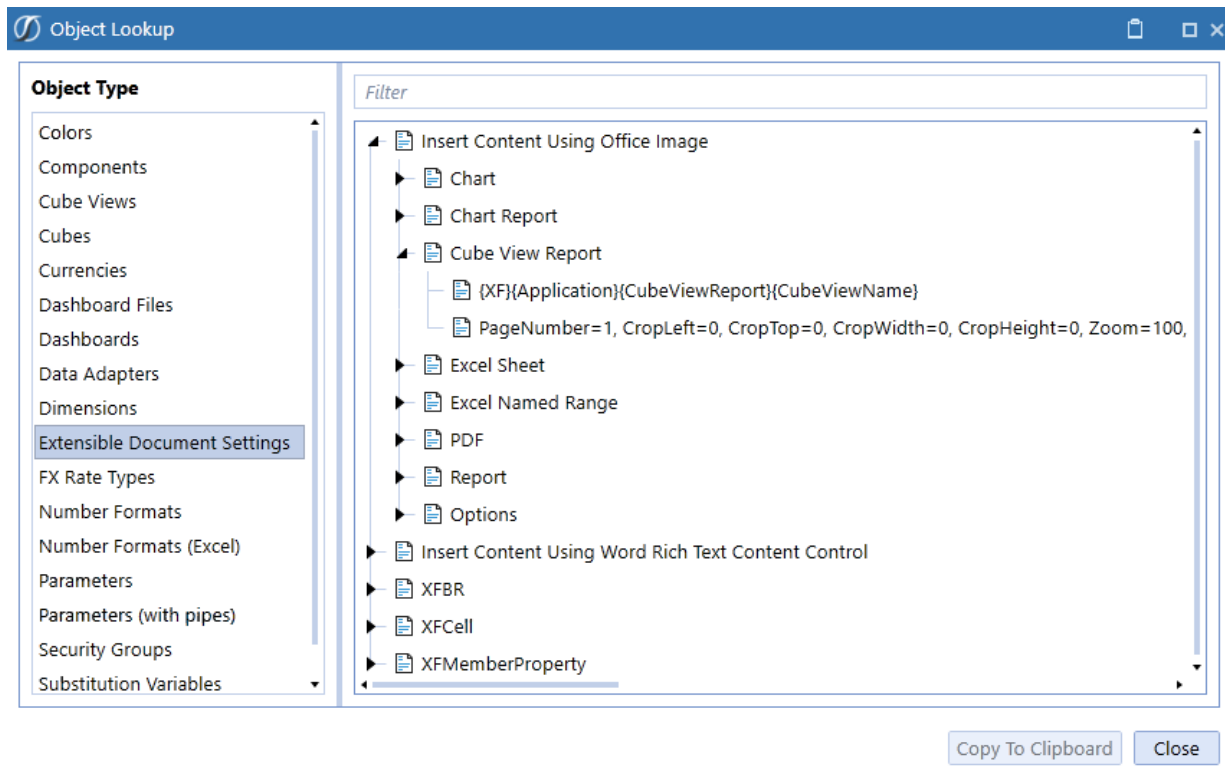 Object Lookup
Object Type
Colors
Components
Cube Views
Cubes
Currencies
Dashboard Files
Dashboards
Data Adapters
Dimensions
Extensible Document Settings
FX Rate Types
Number Formats
Number Formats (Excel)
Parameters
Parameters (with pipes)
Security Groups
Substitution Variables
Filter
Insert Content Using Office Image
Chart
Chart Report
Cube View Report
{XF}{Application}{CubeViewReport}{CubeViewName}
PageNumber=1, CropLeft=0, CropTop=0, CropWidth=0, CropHeight=0, Zoom=100,
Excel Sheet
Excel Named Range
PDF
Report
Options
Insert Content Using Word Rich Text Content Control
XFBR
XFCell
XFMemberProperty
Copy To Clipboard
Close